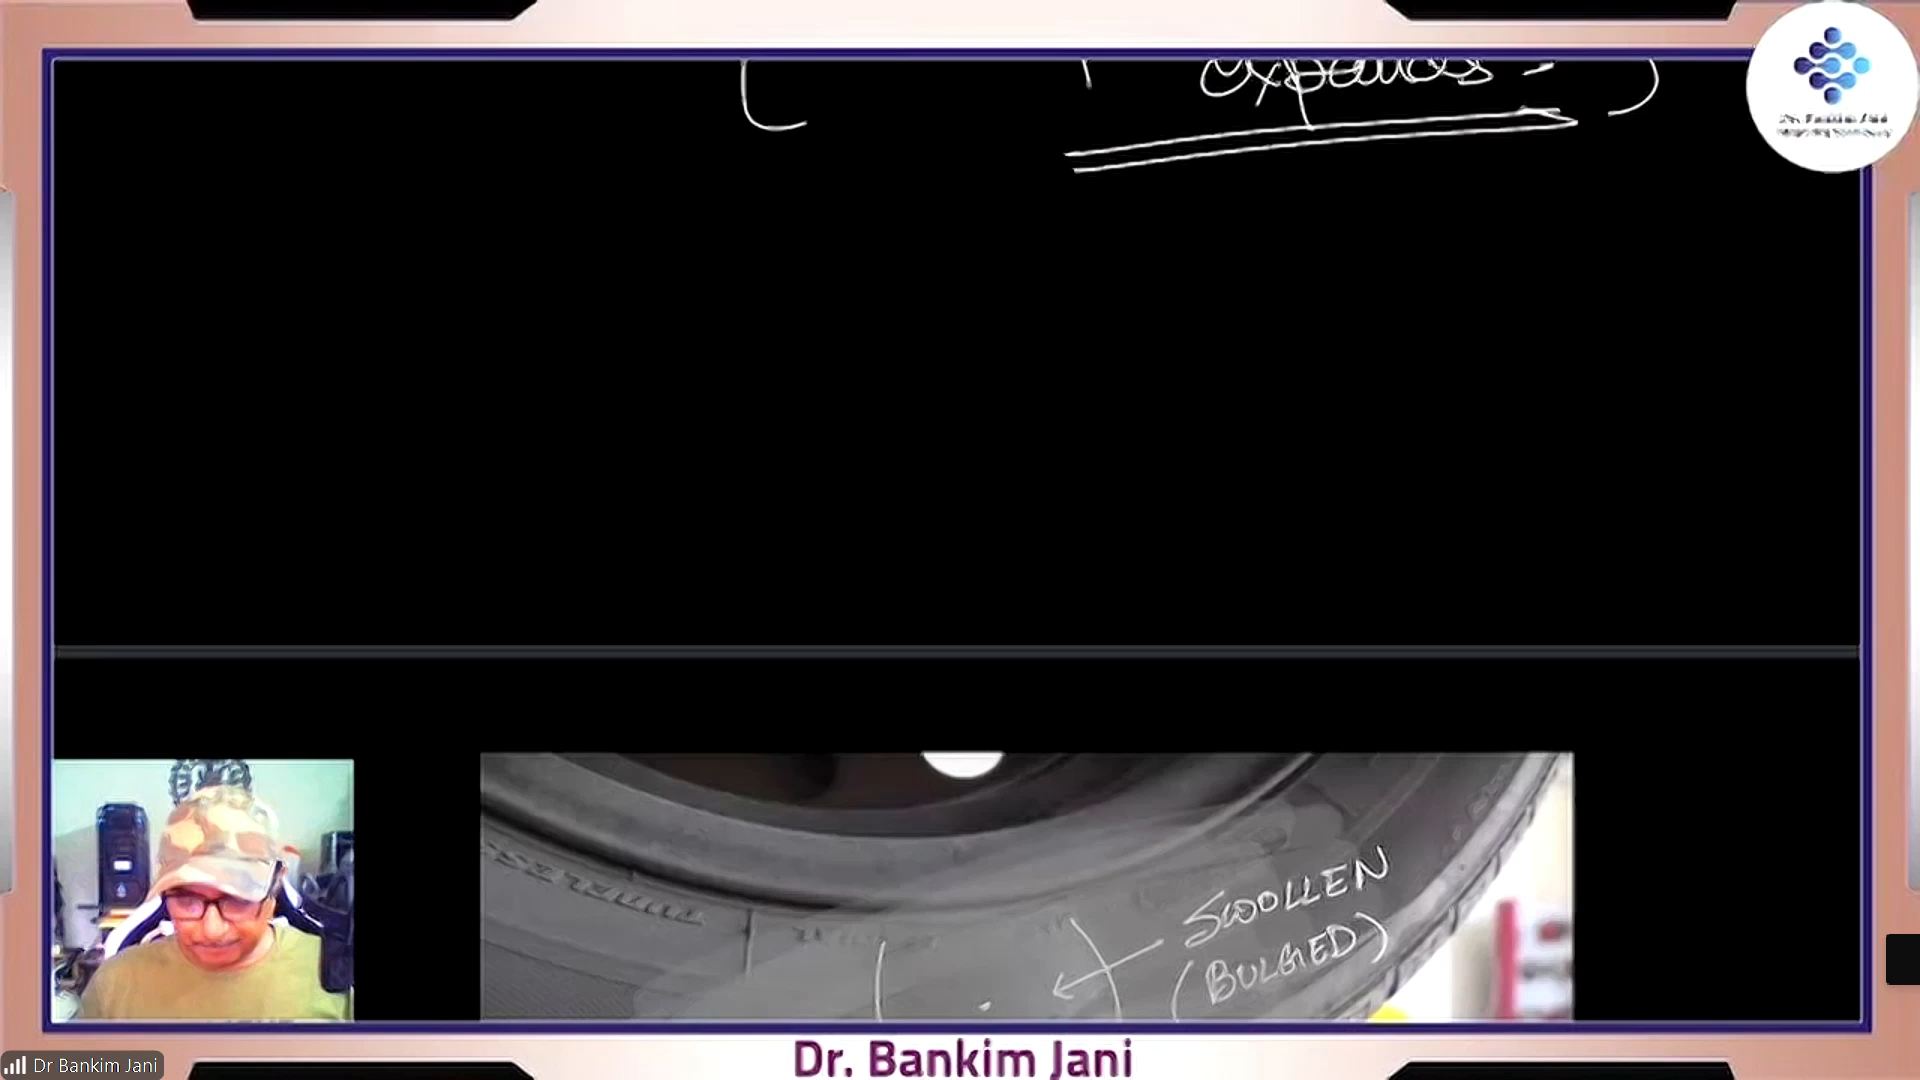 expands
SWOLLEN
(BULGED)
Dr. Bankim Jani
Dr Bankim Jani